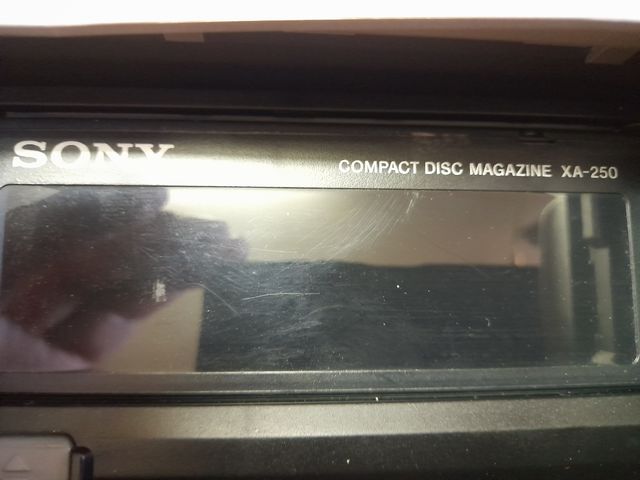 SONY
COMPACT DISC MAGAZINE XA-250